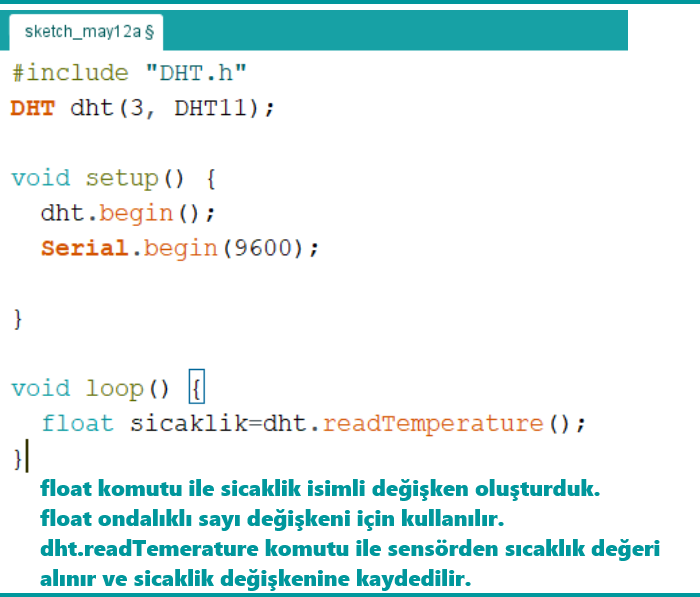 sketch_may12a §
#include "DHT.h"
DHT dht(3, DHT11);
void setup() {
dht.begin();
Serial.begin(9600);
}
void loop() {
float sicaklik=dht.readTemperature();
}
float komutu ile sicaklik isimli değişken oluşturduk.
float ondalıklı sayı değişkeni için kullanılır.
dht.readTemerature komutu ile sensörden sıcaklık değeri
alınır ve sicaklik değişkenine kaydedilir.